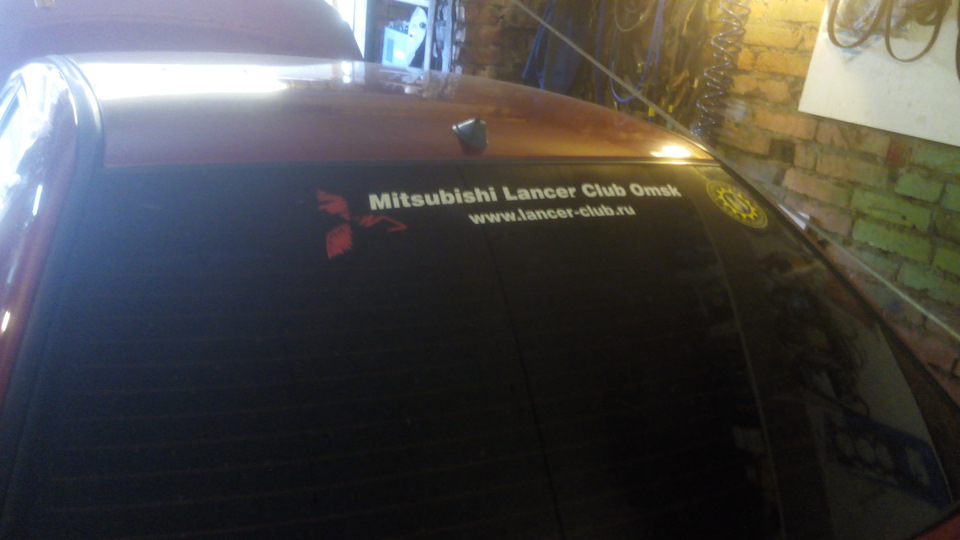 Mitsubishi Lancer Club Omsk
www.lancer-club.ru